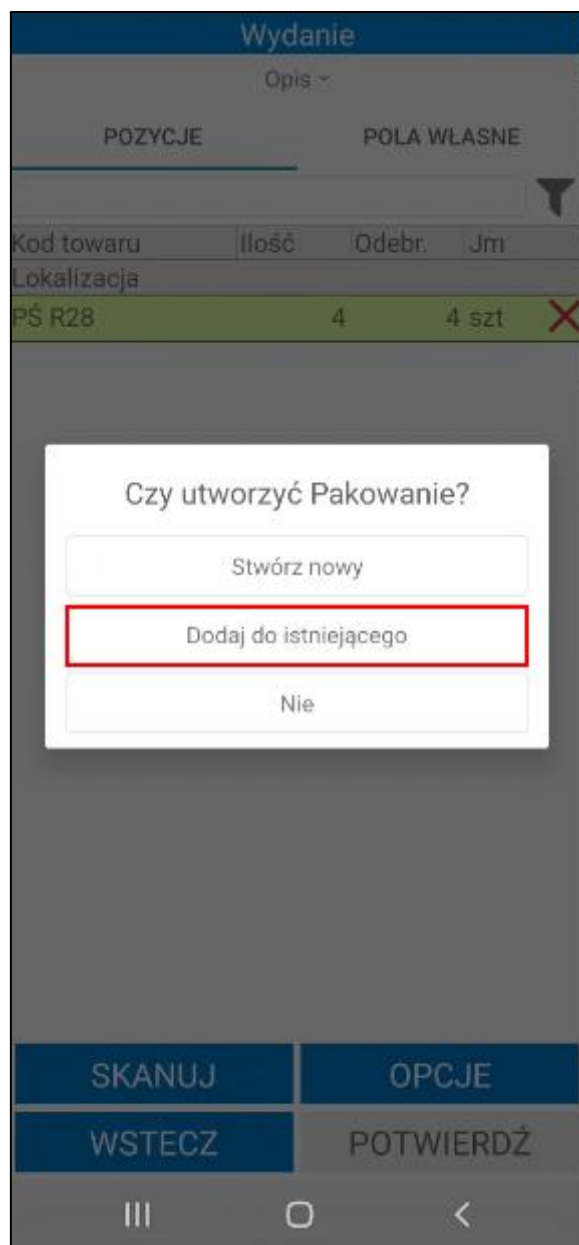 Wydanie
Opis
POZYCJE POLA WŁASNE
Kod towaru Ilość Odebr. Jm
Lokalizacja
PŚ R28 4 4 szt
Czy utworzyć Pakowanie?
Stwórz nowy
Dodaj do istniejącego
Nie
SKANUJ OPCJE
WSTECZ POTWIERDŹ